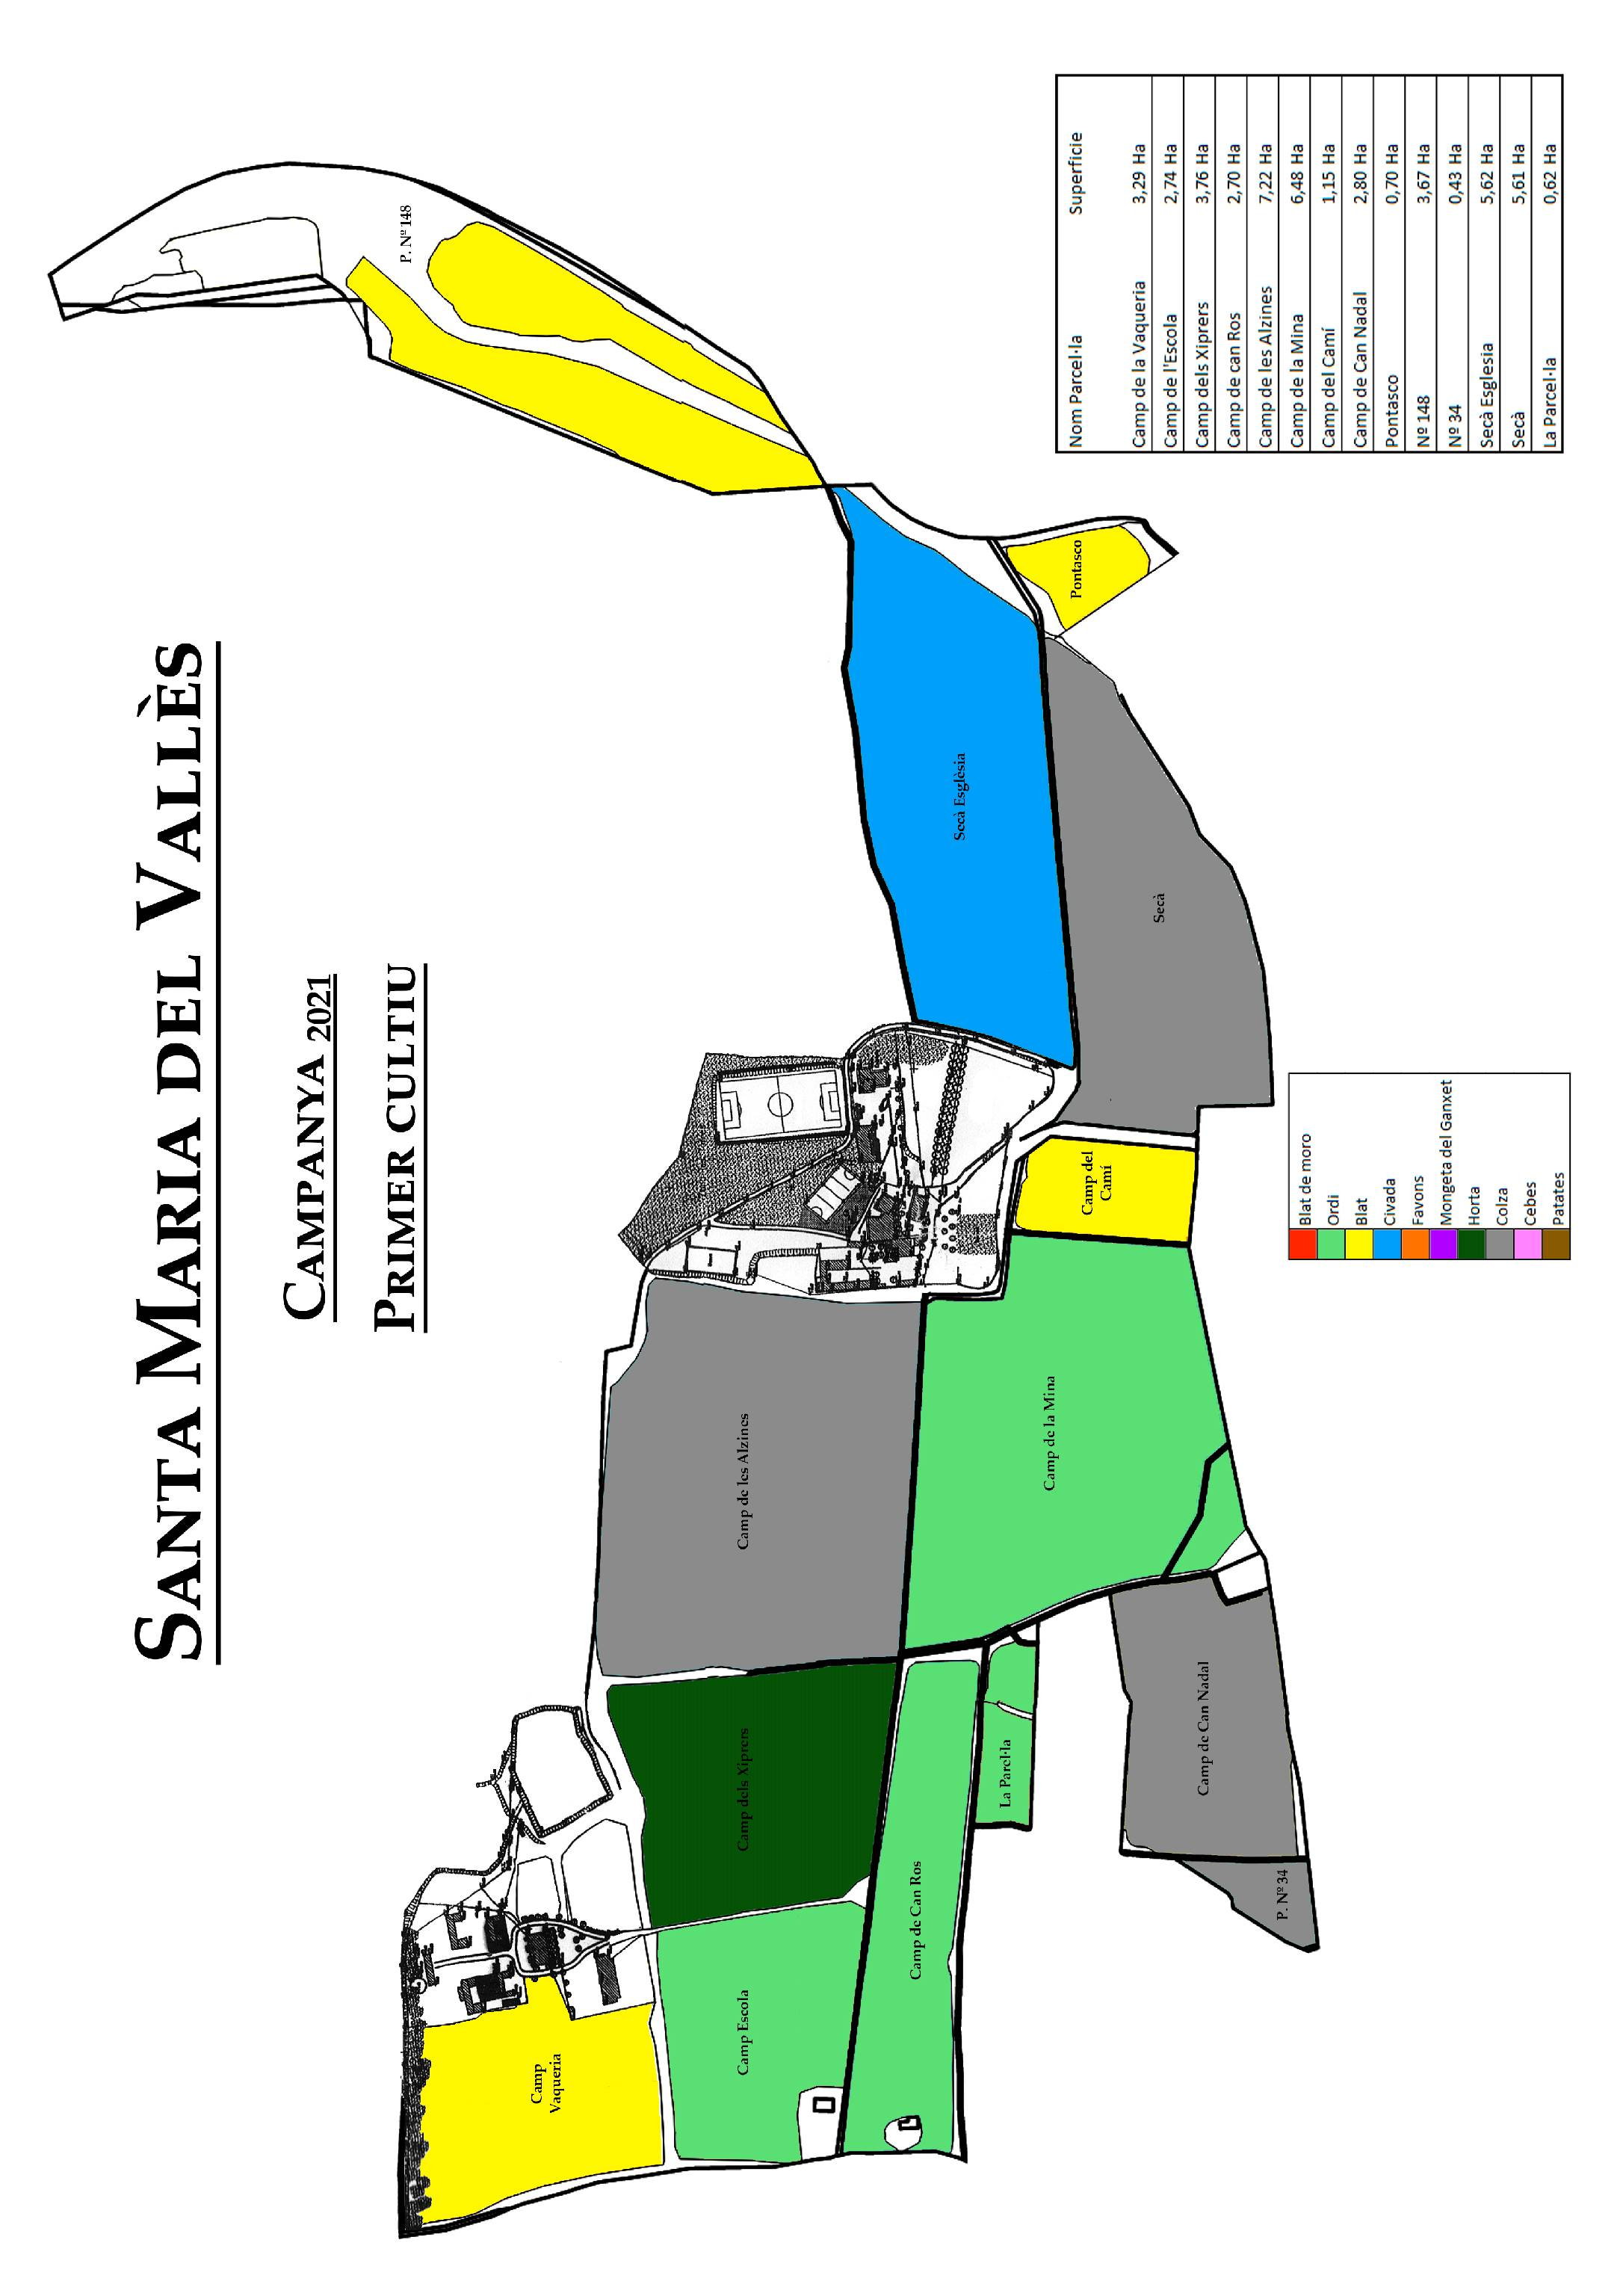 SANTA MARIA DEL VALLÈS
CAMPANYA 2021
PRIMER CULTIU
Camp Vaqueria
Camp Escola
Camp dels Xiprers
Camp de les Alzines
Camp de Can Ros
La Parcel·la
Camp de la Mina
Camp del Camí
Camp de Can Nadal
P. Nº 34
Secà Esglèsia
Secà
Pontasco
P. Nº 148
Blat de moro
Ordi
Blat
Civada
Favons
Mongeta del Ganxet
Horta
Colza
Cebes
Patates
Nom Parcel·la Superficie
Camp de la Vaqueria 3,29 Ha
Camp de l'Escola 2,74 Ha
Camp dels Xiprers 3,76 Ha
Camp de can Ros 2,70 Ha
Camp de les Alzines 7,22 Ha
Camp de la Mina 6,48 Ha
Camp del Camí 1,15 Ha
Camp de Can Nadal 2,80 Ha
Pontasco 0,70 Ha
Nº 148 3,67 Ha
Nº 34 0,43 Ha
Secà Esglesia 5,62 Ha
Secà 5,61 Ha
La Parcel·la 0,62 Ha